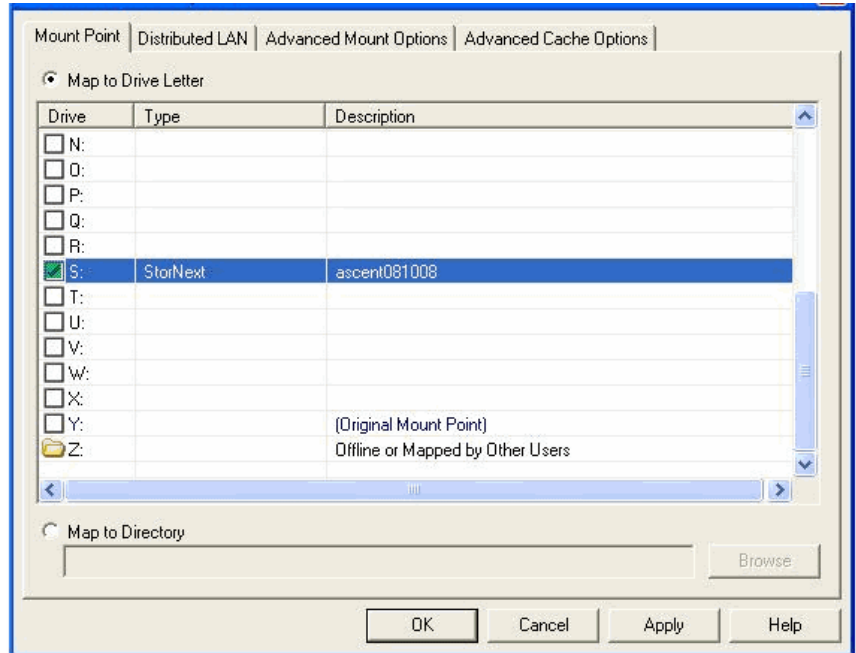 Mount Point Distributed LAN Advanced Mount Options Advanced Cache Options
Map to Drive Letter
Drive Type Description
N:
O:
P:
Q:
R:
S: StorNext ascent081008
T:
U:
V:
W:
X:
Y: (Original Mount Point)
Z: Offline or Mapped by Other Users
Map to Directory
Browse
OK Cancel Apply Help